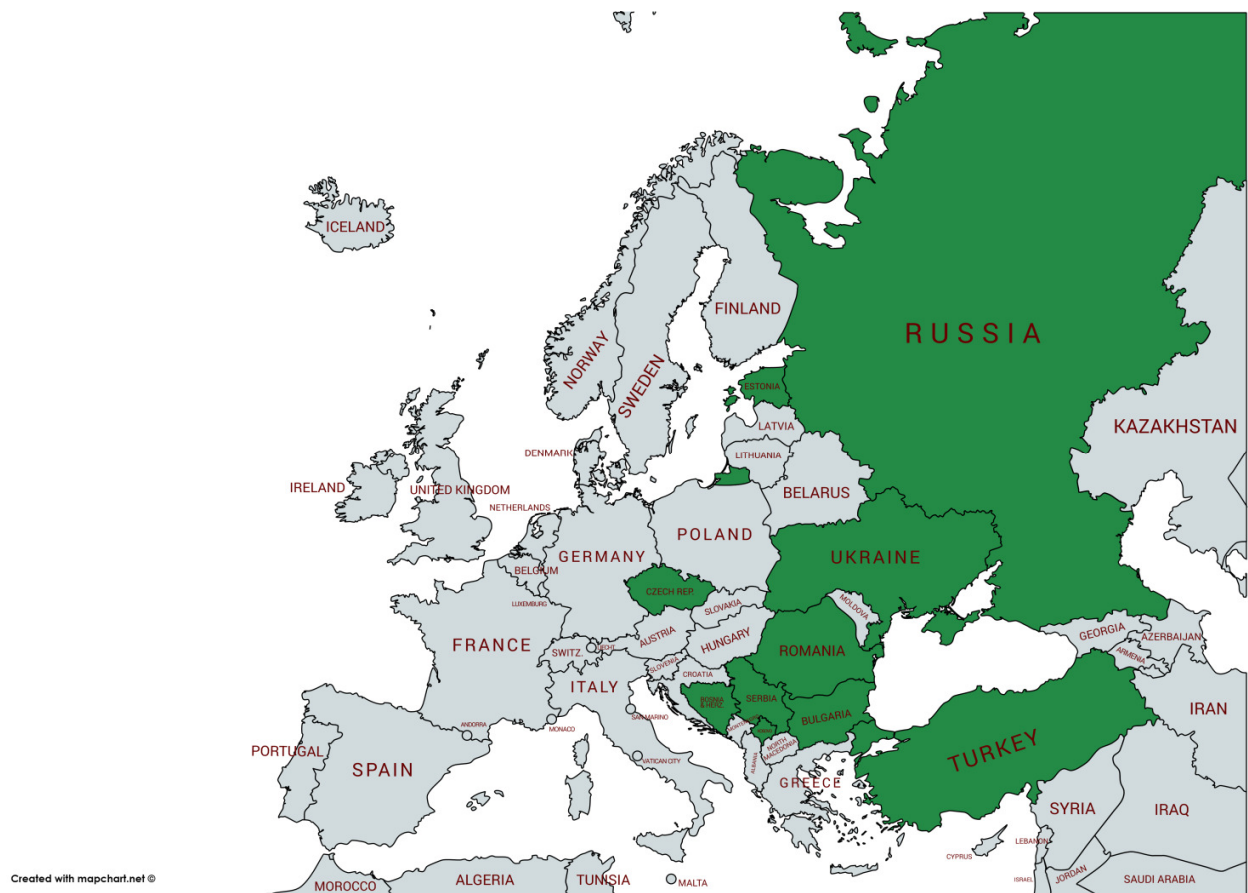 ICELAND
RUSSIA
FINLAND
NORWAY
SWEDEN
ESTONIA
LATVIA
KAZAKHSTAN
DENMARK
LITHUANIA
IRELAND
UNITED KINGDOM
BELARUS
NETHERLANDS
POLAND
GERMANY
UKRAINE
BELGIUM
CZECH REP.
LUXEMBURG
SLOVAKIA
MOLDOVA
AUSTRIA
HUNGARY
GEORGIA
AZERBAIJAN
FRANCE
SWITZ.
LIECHT.
ROMANIA
ARMENIA
SLOVENIA
CROATIA
ITALY
BOSNIA
& HERZ.
SERBIA
IRAN
SAN MARINO
BULGARIA
ANDORRA
MONACO
MONTENEGRO
NORTH
MACEDONIA
PORTUGAL
TURKEY
SPAIN
VATICAN CITY
ALBANIA
GREECE
SYRIA
IRAQ
LEBANON
CYPRUS
Created with mapchart.net ©
MOROCCO
ALGERIA
TUNISIA
MALTA
ISRAEL
JORDAN
SAUDI ARABIA